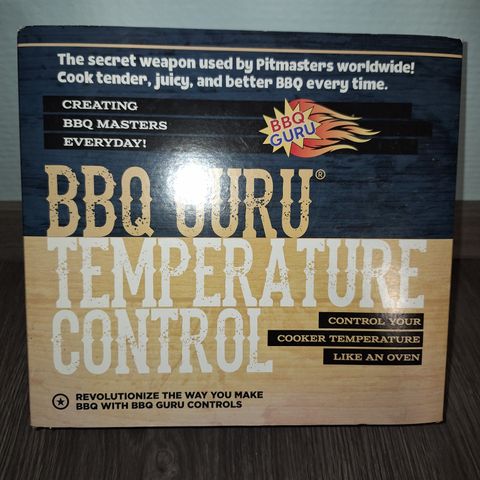 The secret weapon used by Pitmasters worldwide!
Cook tender, juicy, and better BBQ every time.
CREATING
BBQ MASTERS
EVERYDAY!
BBQ
GURU
BBQ GURU®
TEMPERATURE
CONTROL
CONTROL YOUR
COOKER TEMPERATURE
LIKE AN OVEN
REVOLUTIONIZE THE WAY YOU MAKE
BBQ WITH BBQ GURU CONTROLS